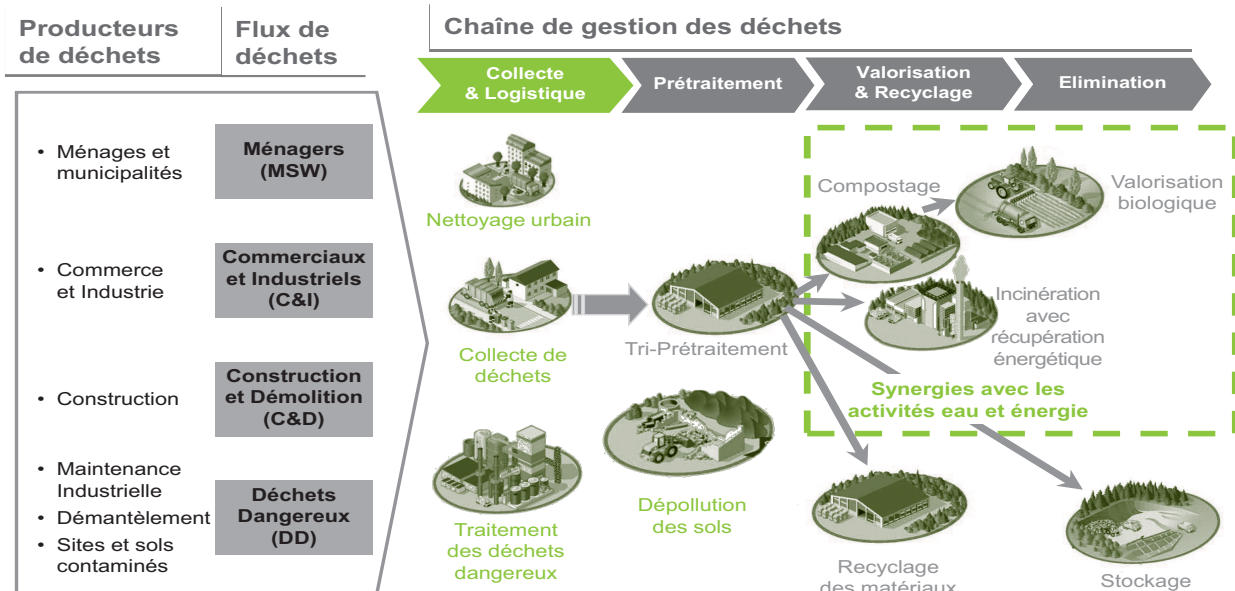 Producteurs
de déchets
Flux de
déchets
Chaîne de gestion des déchets
Collecte
& Logistique
Prétraitement
Valorisation
& Recyclage
Elimination
• Ménages et
municipalités
Ménagers
(MSW)
• Commerce
et Industrie
Commerciaux
et Industriels
(C&I)
• Construction
Construction
et Démolition
(C&D)
• Maintenance
Industrielle
• Démantèlement
• Sites et sols
contaminés
Déchets
Dangereux
(DD)
Nettoyage urbain
Collecte de
déchets
Traitement
des déchets
dangereux
Tri-Prétraitement
Dépollution
des sols
Compostage
Valorisation
biologique
Incinération
avec
récupération
énergétique
Synergies avec les
activités eau et énergie
Recyclage
des matériaux
Stockage